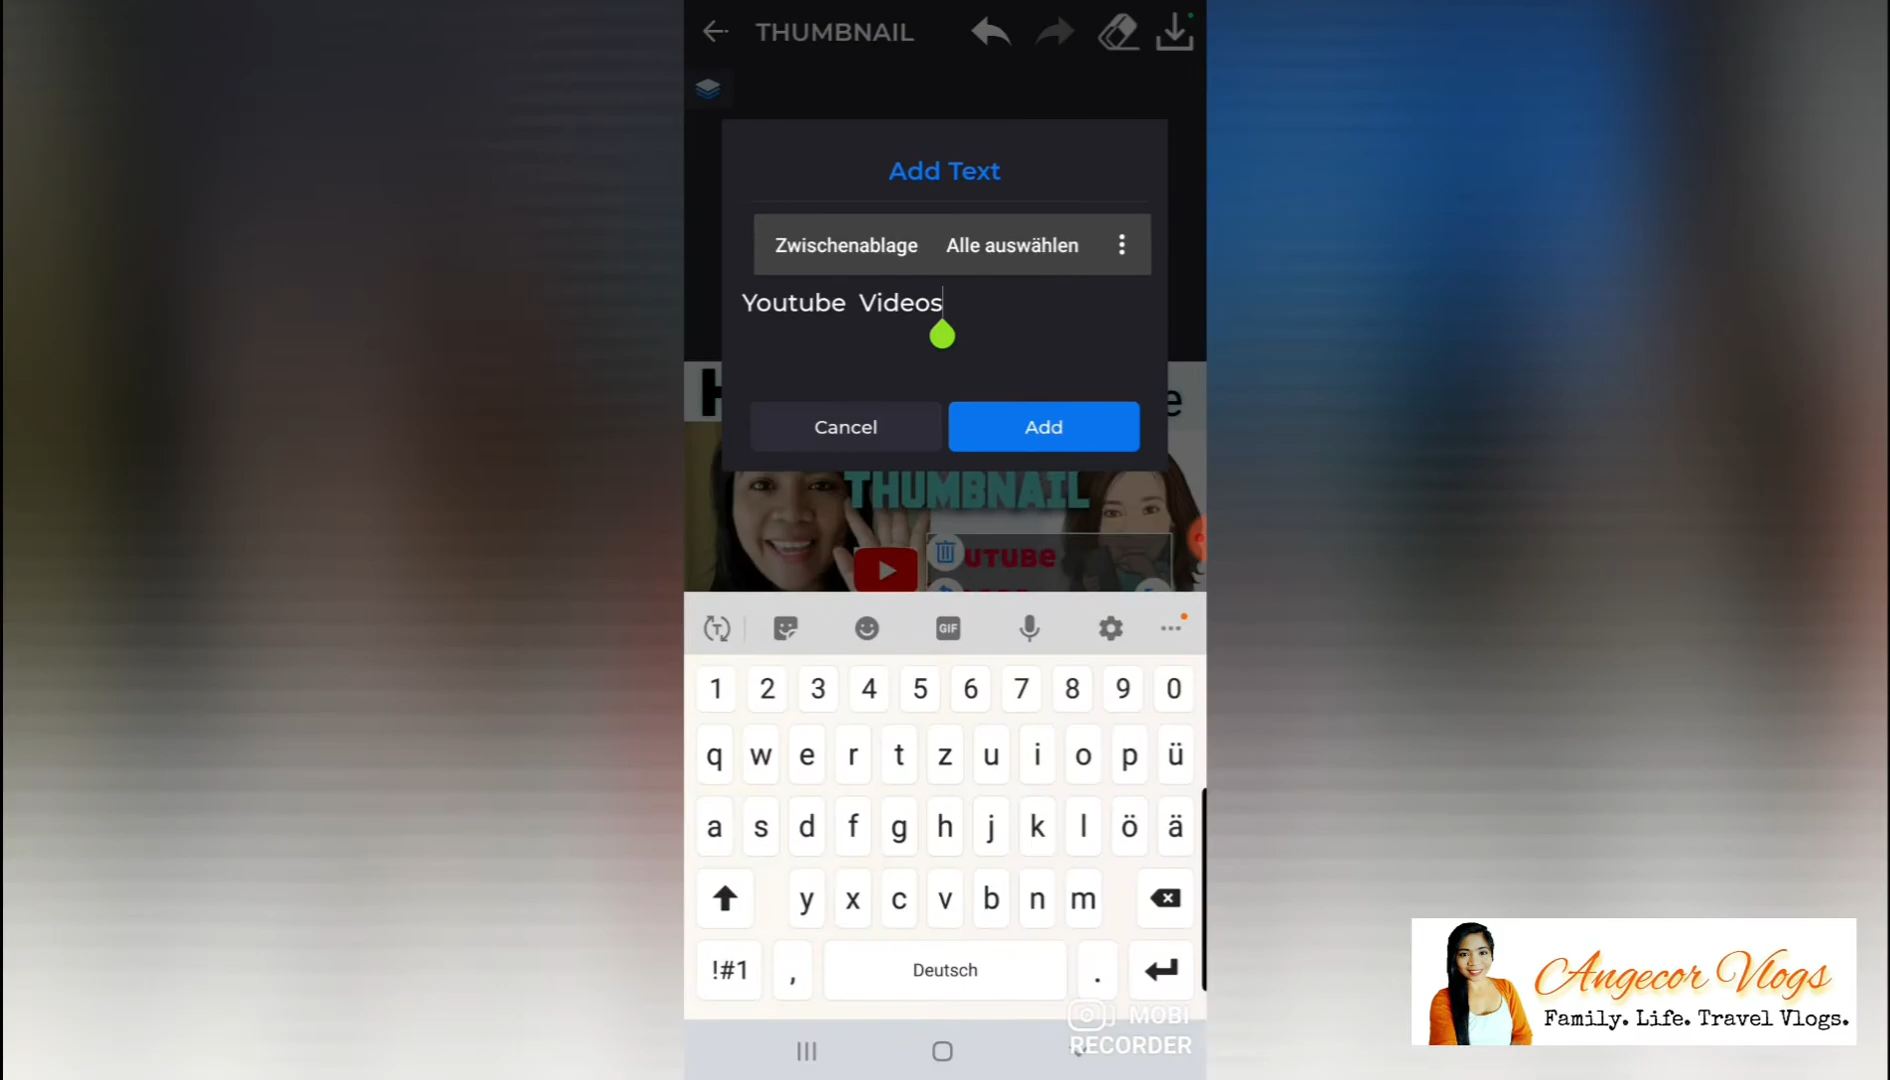 THUMBNAIL
Add Text
Zwischenablage Alle auswählen
Youtube Videos
Cancel Add
THUMBNAIL
UTUBe
GIF
1 2 3 4 5 6 7 8 9 0
q w e r t z u i o p ü
a s d f g h j k l ö ä
y x c v b n m
!#1 , Deutsch .
MOBI
RECORDER
Angecor Vlogs
Family. Life. Travel Vlogs.